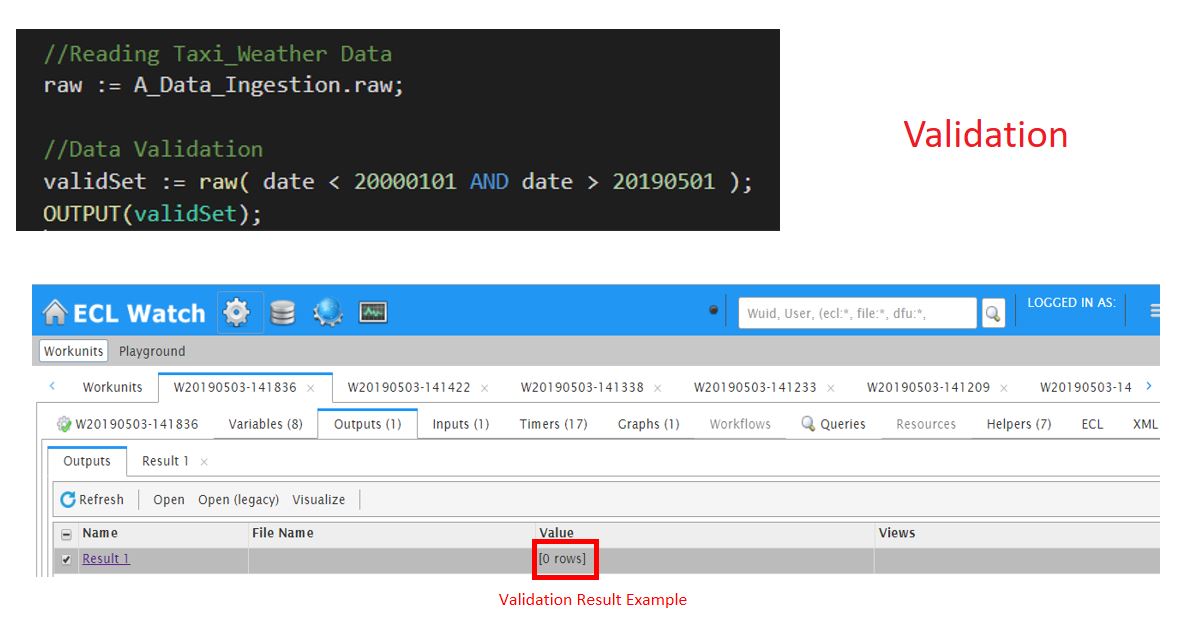 //Reading Taxi_Weather Data
raw := A_Data_Ingestion.raw;
//Data Validation
validSet := raw( date < 20000101 AND date > 20190501 );
OUTPUT(validSet);
Validation
ECL Watch
Wuid, User, (ecl:*, file:*, dfu:*,
LOGGED IN AS:
Workunits Playground
Workunits W20190503-141836 × W20190503-141422 × W20190503-141338 × W20190503-141233 × W20190503-141209 × W20190503-14
W20190503-141836 Variables (8) Outputs (1) Inputs (1) Timers (17) Graphs (1) Workflows Queries Resources Helpers (7) ECL XML
Outputs Result 1 ×
Refresh Open Open (legacy) Visualize
Name File Name Value Views
Result 1 [0 rows]
Validation Result Example